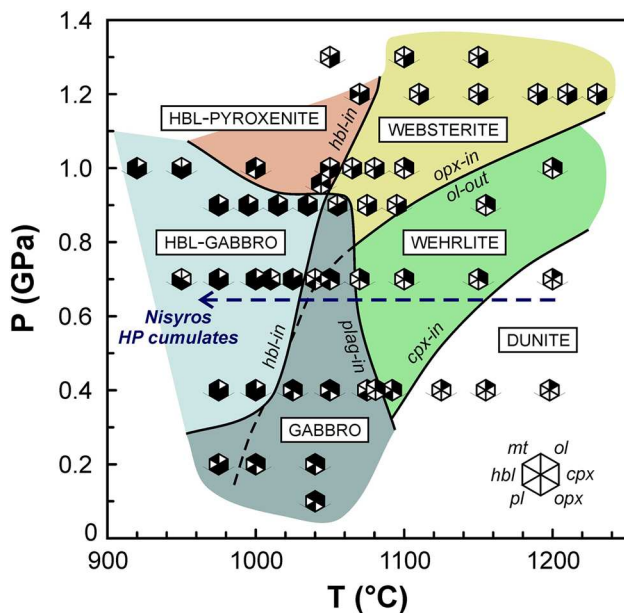 1.4
1.2
1.0
0.8
0.6
0.4
0.2
0
P (GPa)
HBL-PYROXENITE
hbl-in
WEBSTERITE
opx-in
ol-out
HBL-GABBRO
WEHRLITE
Nisyros
HP cumulates
hbl-in
plag-in
cpx-in
DUNITE
GABBRO
mt ol
hbl cpx
pl opx
900 1000 1100 1200
T (°C)